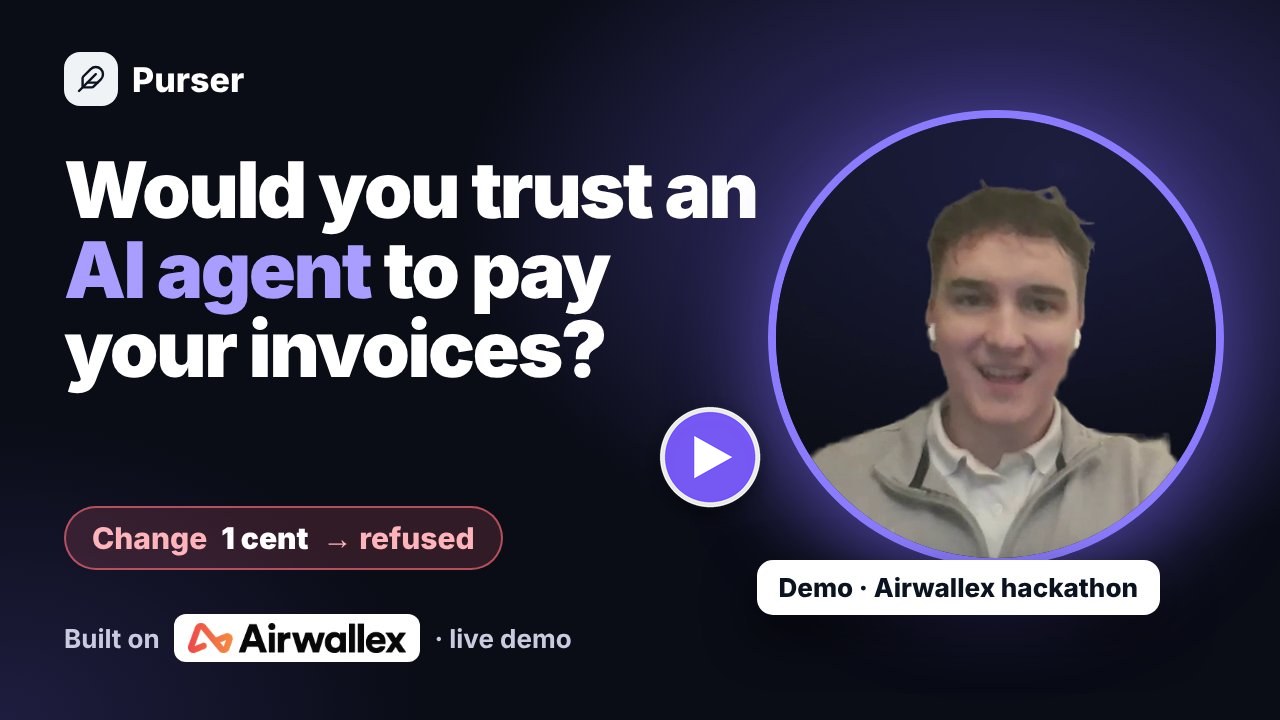 Purser
Would you trust an
AI agent to pay
your invoices?
Change 1 cent → refused
Demo · Airwallex hackathon
Built on Airwallex · live demo